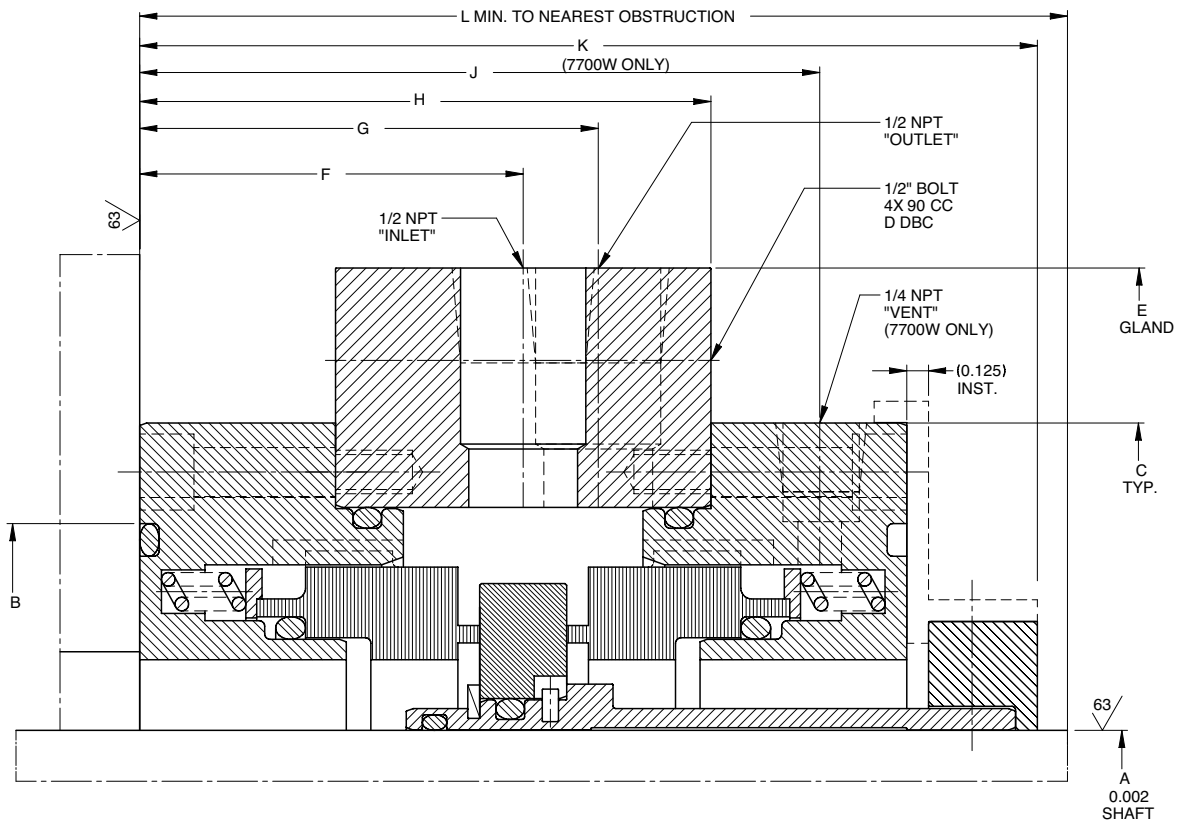 L MIN. TO NEAREST OBSTRUCTION
K
J
(7700W ONLY)
H
G
F
1/2 NPT
"OUTLET"
1/2 NPT
"INLET"
1/2" BOLT
4X 90 CC
D DBC
63
1/4 NPT
"VENT"
(7700W ONLY)
E
GLAND
(0.125)
INST.
C
TYP.
B
63
A
0.002
SHAFT